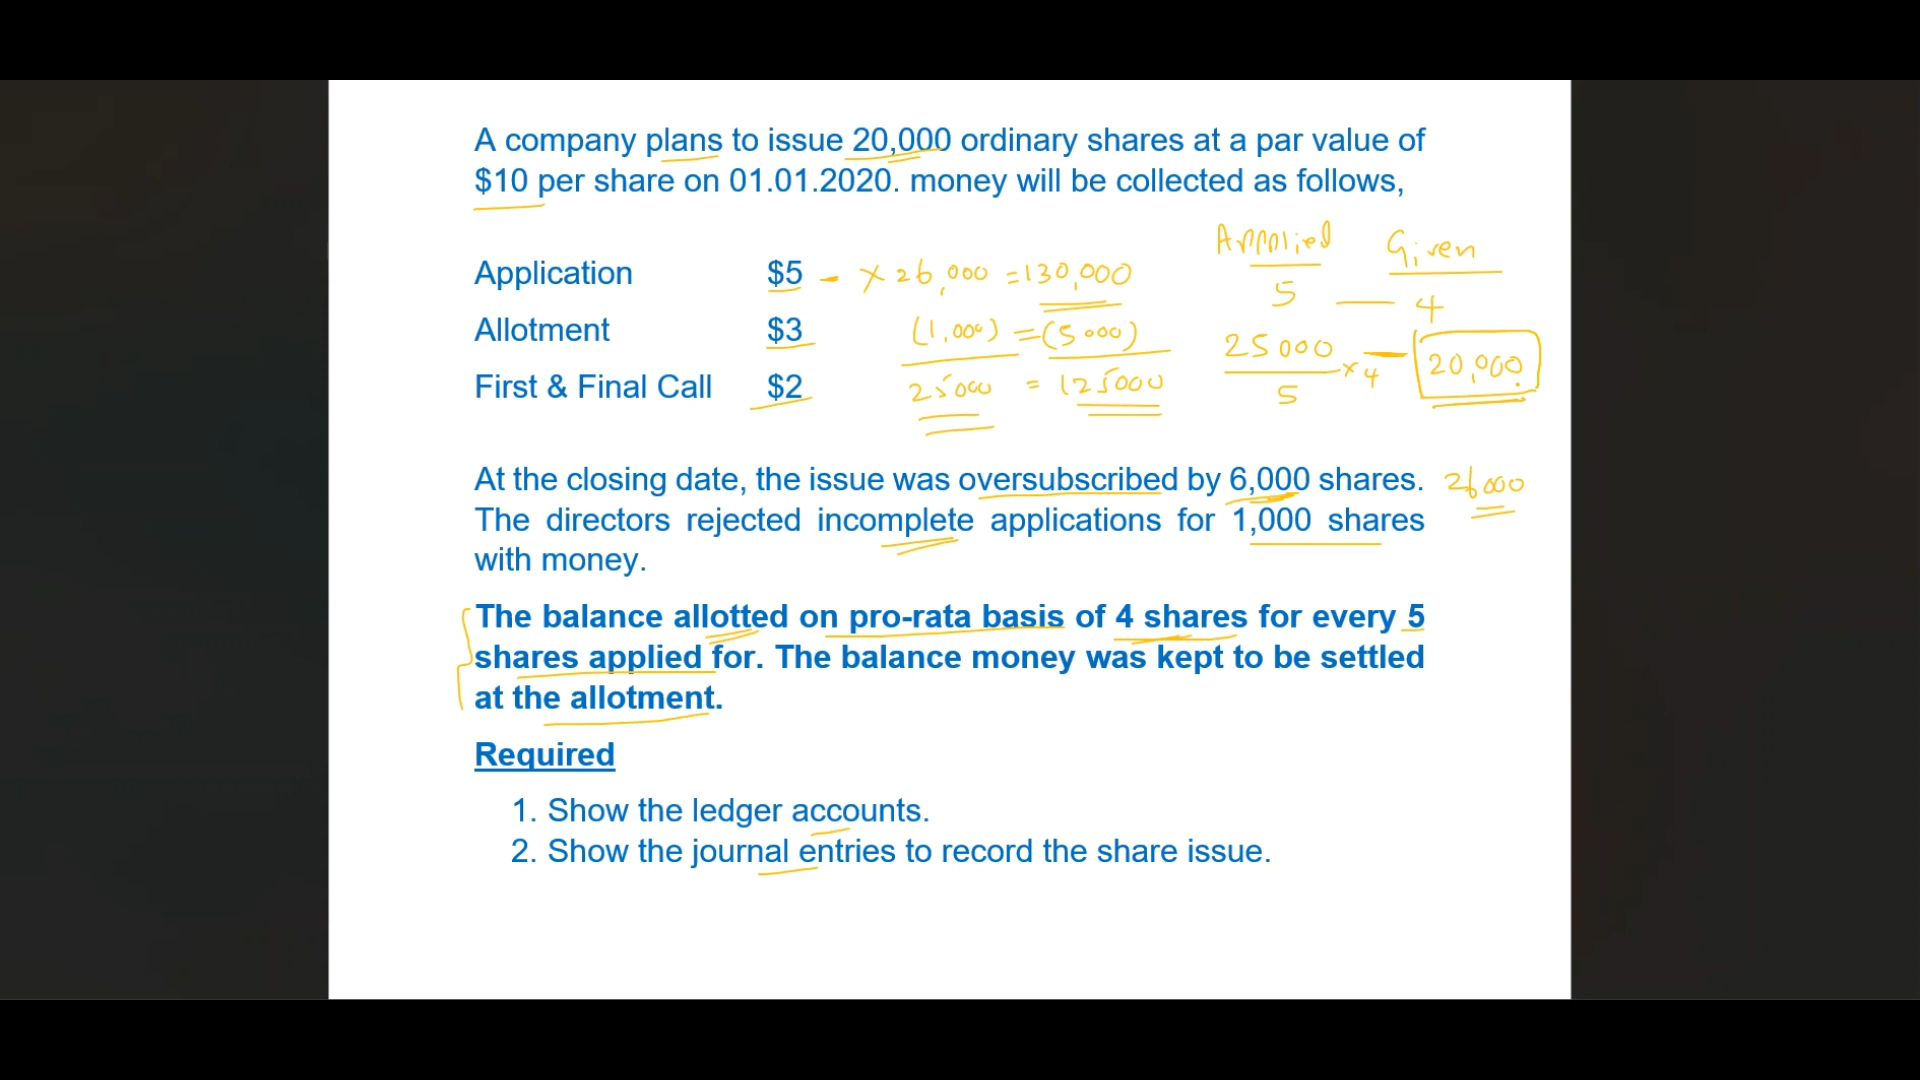 A company plans to issue 20,000 ordinary shares at a par value of
$10 per share on 01.01.2020. money will be collected as follows,
Applied Given
Application $5 - × 26,000 = 130,000
5 — 4
Allotment $3 (1,000) = (5000)
25000 / 5 × 4 — 20,000
First & Final Call $2 25000 = 125000
At the closing date, the issue was oversubscribed by 6,000 shares. 26000
The directors rejected incomplete applications for 1,000 shares
with money.
The balance allotted on pro-rata basis of 4 shares for every 5
shares applied for. The balance money was kept to be settled
at the allotment.
Required
1. Show the ledger accounts.
2. Show the journal entries to record the share issue.